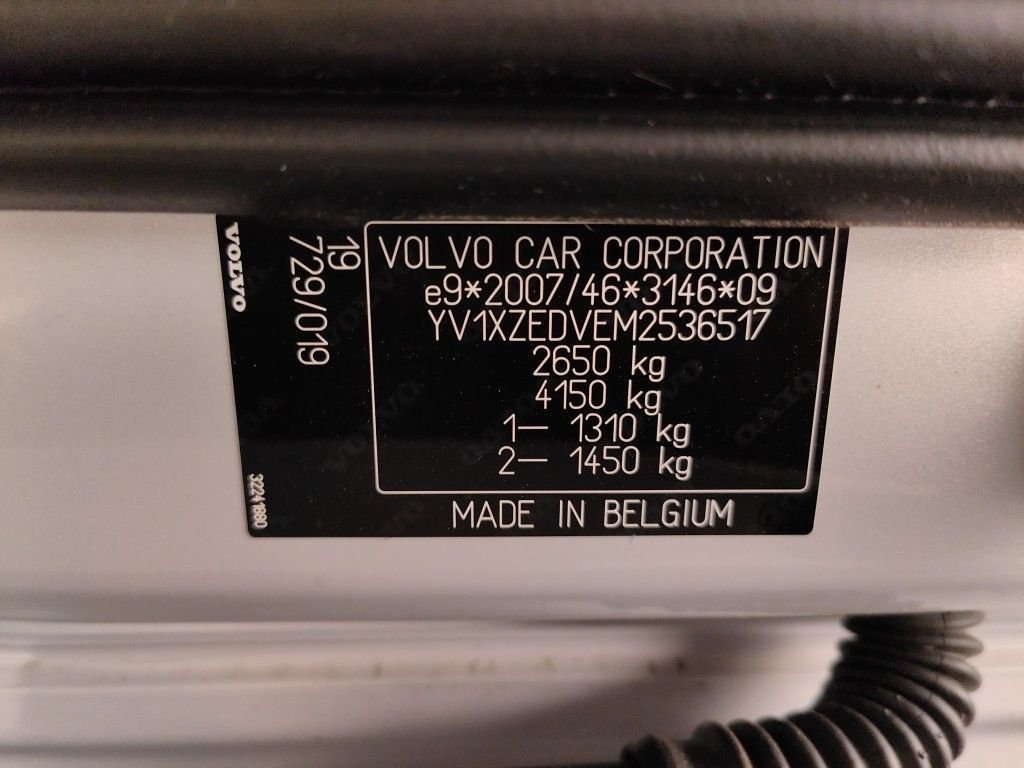 VOLVO
19
729/019
32241880
VOLVO CAR CORPORATION
e9*2007/46*3146*09
YV1XZEDVEM2536517
2650 kg
4150 kg
1— 1310 kg
2— 1450 kg
MADE IN BELGIUM